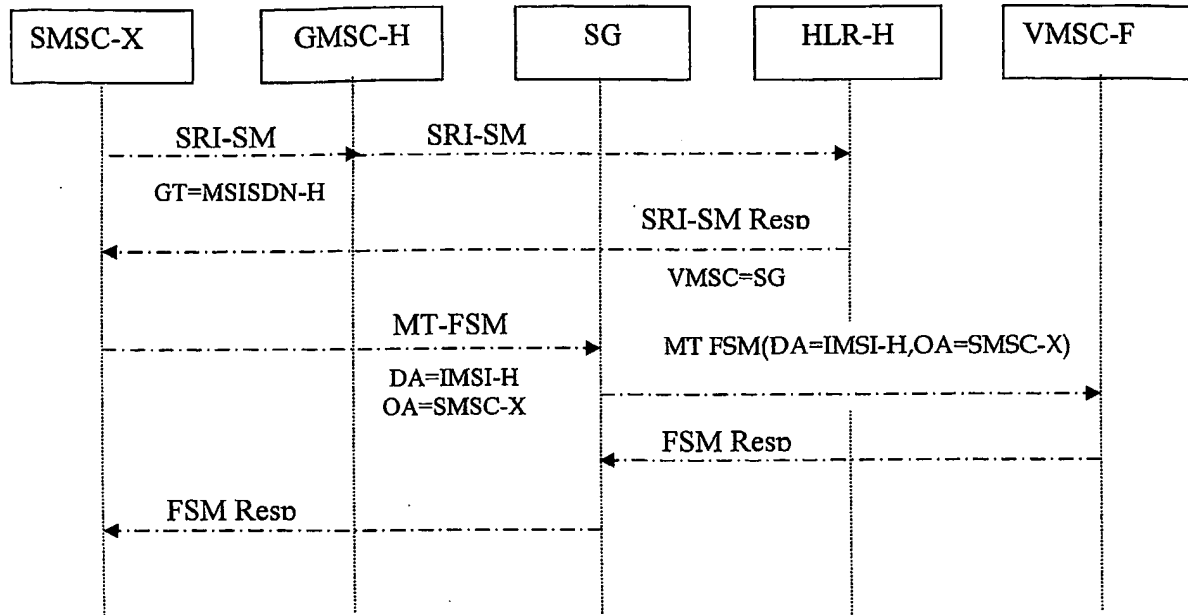 SMSC-X GMSC-H SG HLR-H VMSC-F
SRI-SM SRI-SM
GT=MSISDN-H
SRI-SM Resp
VMSC=SG
MT-FSM MT FSM(DA=IMSI-H,OA=SMSC-X)
DA=IMSI-H
OA=SMSC-X
FSM Resp
FSM Resp